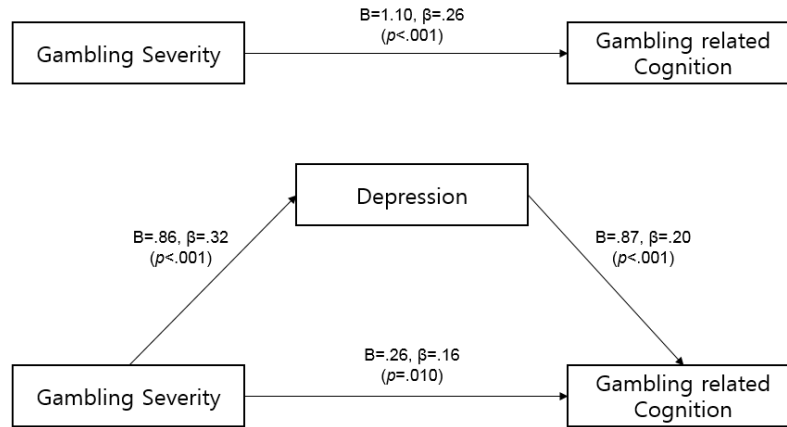 B=1.10, β=.26
(p<.001)
Gambling Severity
Gambling related
Cognition
Depression
B=.86, β=.32
(p<.001)
B=.87, β=.20
(p<.001)
B=.26, β=.16
(p=.010)
Gambling Severity
Gambling related
Cognition